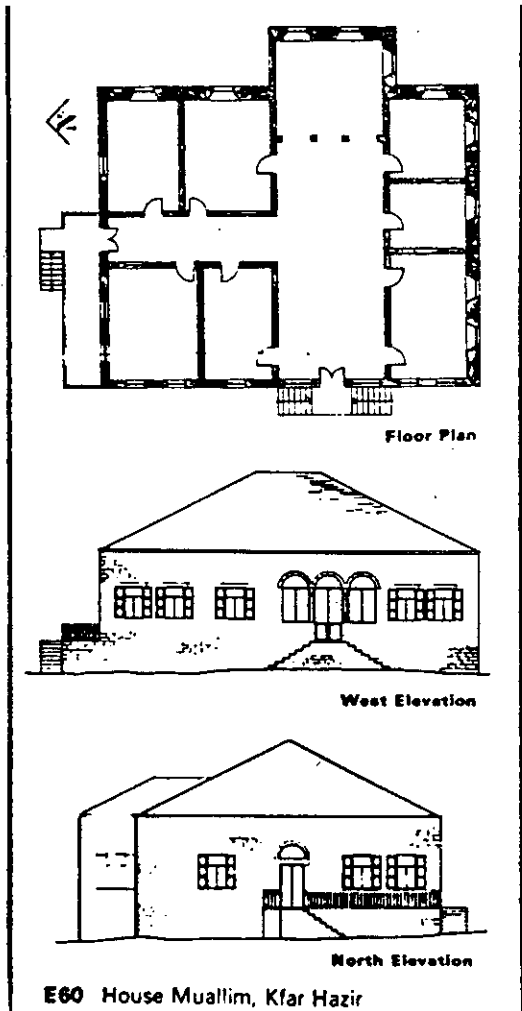 Floor Plan
West Elevation
North Elevation
E60 House Muallim, Kfar Hazir